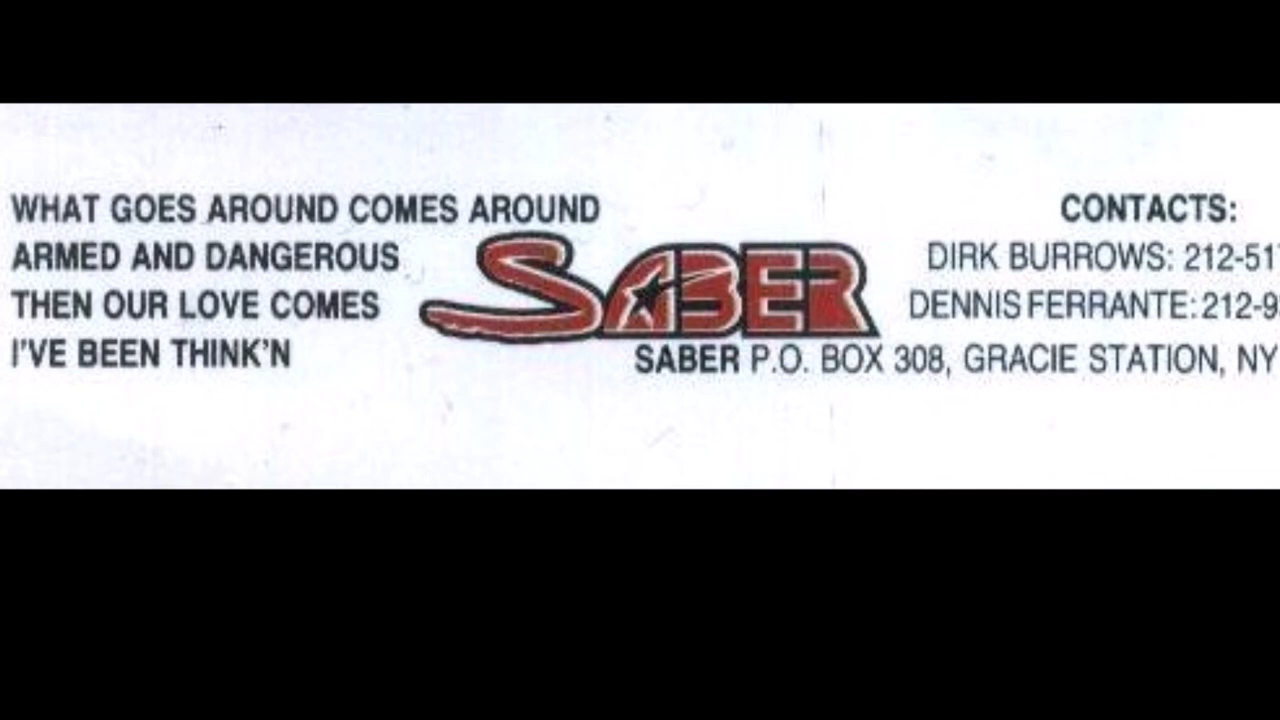 WHAT GOES AROUND COMES AROUND
ARMED AND DANGEROUS
THEN OUR LOVE COMES
I'VE BEEN THINK'N
SABER
SABER P.O. BOX 308, GRACIE STATION, NY
CONTACTS:
DIRK BURROWS: 212-51
DENNIS FERRANTE: 212-9